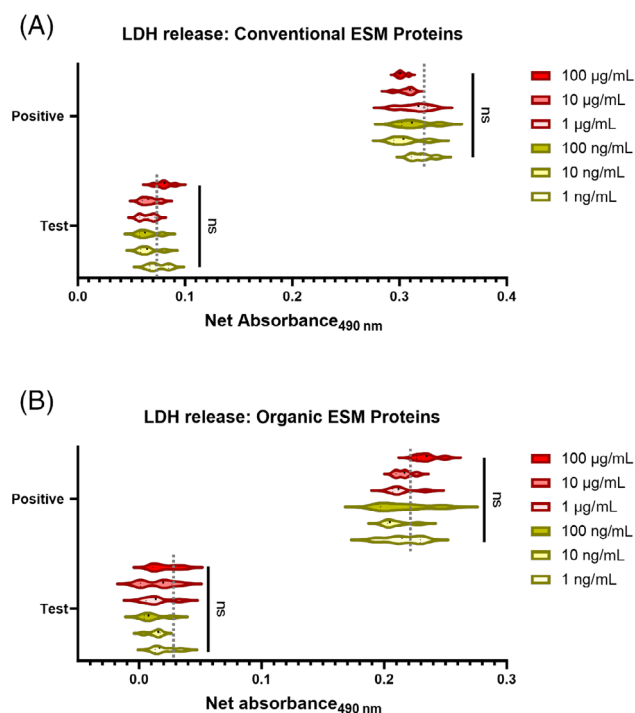 (A)
LDH release: Conventional ESM Proteins
Positive
Test
ns
ns
100 µg/mL
10 µg/mL
1 µg/mL
100 ng/mL
10 ng/mL
1 ng/mL
0.0 0.1 0.2 0.3 0.4
Net Absorbance490 nm
(B)
LDH release: Organic ESM Proteins
Positive
Test
ns
ns
100 µg/mL
10 µg/mL
1 µg/mL
100 ng/mL
10 ng/mL
1 ng/mL
0.0 0.1 0.2 0.3
Net absorbance490 nm